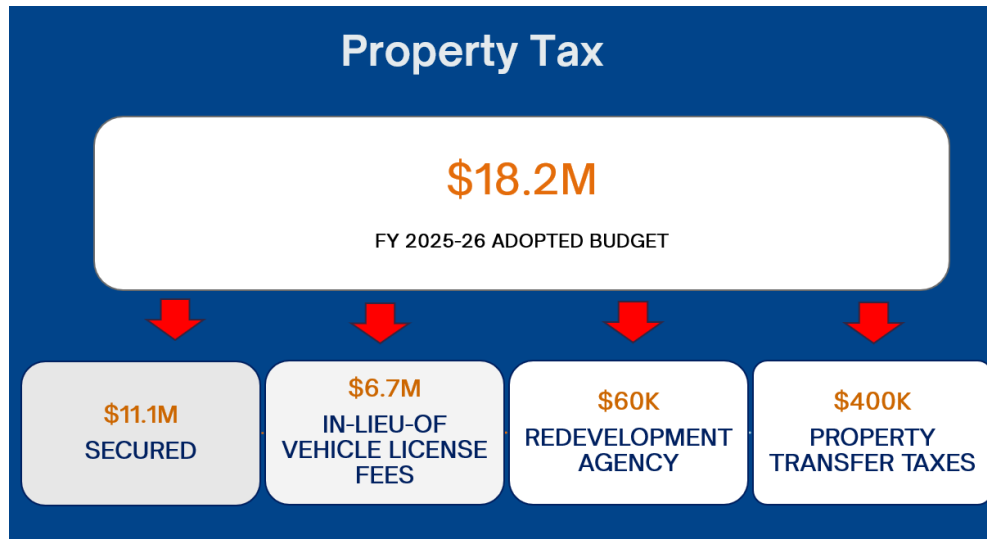 Property Tax
$18.2M
FY 2025-26 ADOPTED BUDGET
$11.1M
SECURED
$6.7M
IN-LIEU-OF
VEHICLE LICENSE
FEES
$60K
REDEVELOPMENT
AGENCY
$400K
PROPERTY
TRANSFER TAXES